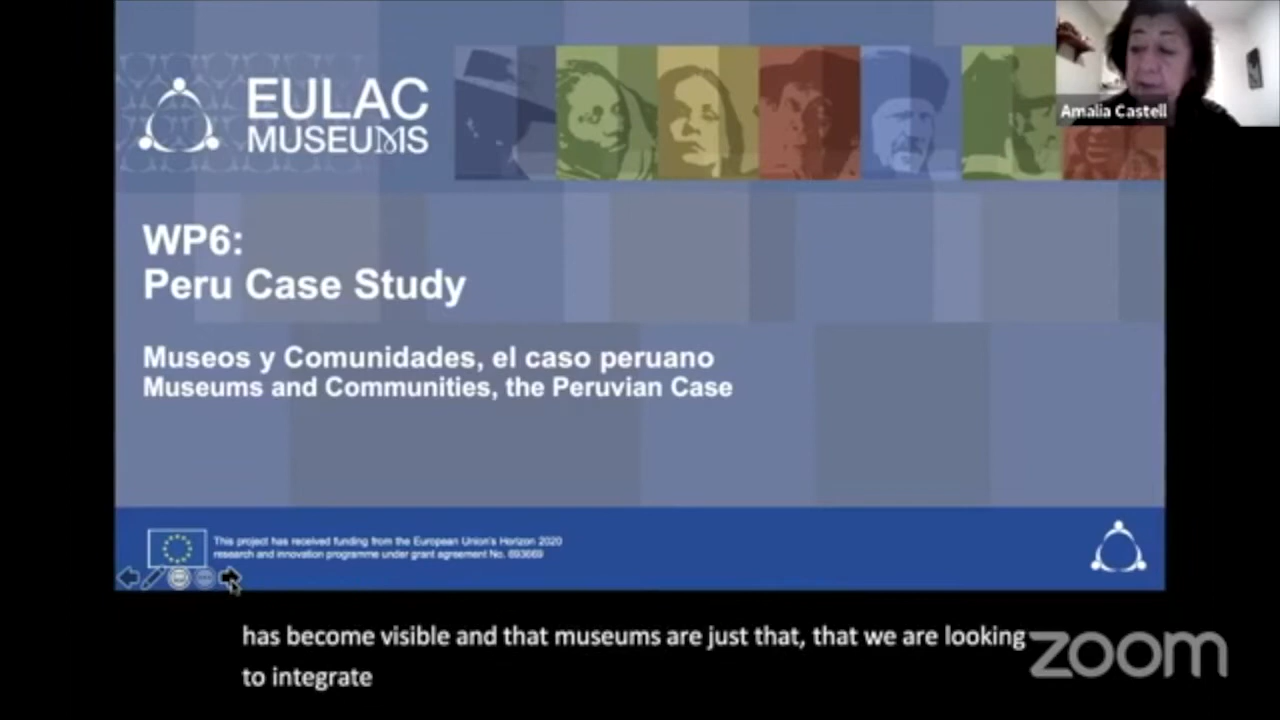 EULAC
MUSEUMS
Amalia Castell
WP6:
Peru Case Study
Museos y Comunidades, el caso peruano
Museums and Communities, the Peruvian Case
This project has received funding from the European Union's Horizon 2020
research and innovation programme under grant agreement No. 693669
has become visible and that museums are just that, that we are looking
to integrate
zoom